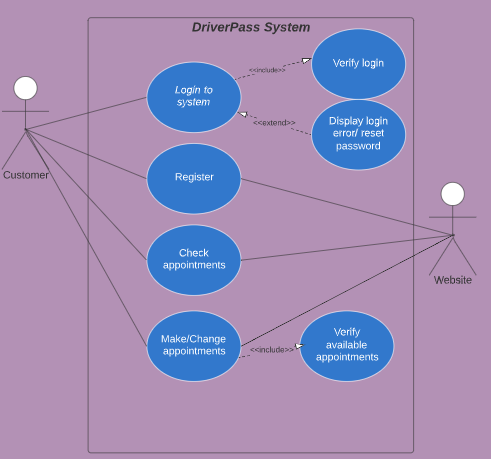 DriverPass System
<<include>>
Verify login
Login to
system
<<extend>>
Display login
error/ reset
password
Customer
Register
Check
appointments
Website
Make/Change
appointments
<<include>>
Verify
available
appointments